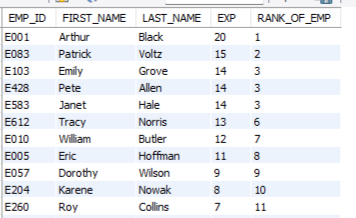 EMP_ID FIRST_NAME LAST_NAME EXP RANK_OF_EMP
E001 Arthur Black 20 1
E083 Patrick Voltz 15 2
E103 Emily Grove 14 3
E428 Pete Allen 14 3
E583 Janet Hale 14 3
E612 Tracy Norris 13 6
E010 William Butler 12 7
E005 Eric Hoffman 11 8
E057 Dorothy Wilson 9 9
E204 Karene Nowak 8 10
E260 Roy Collins 7 11